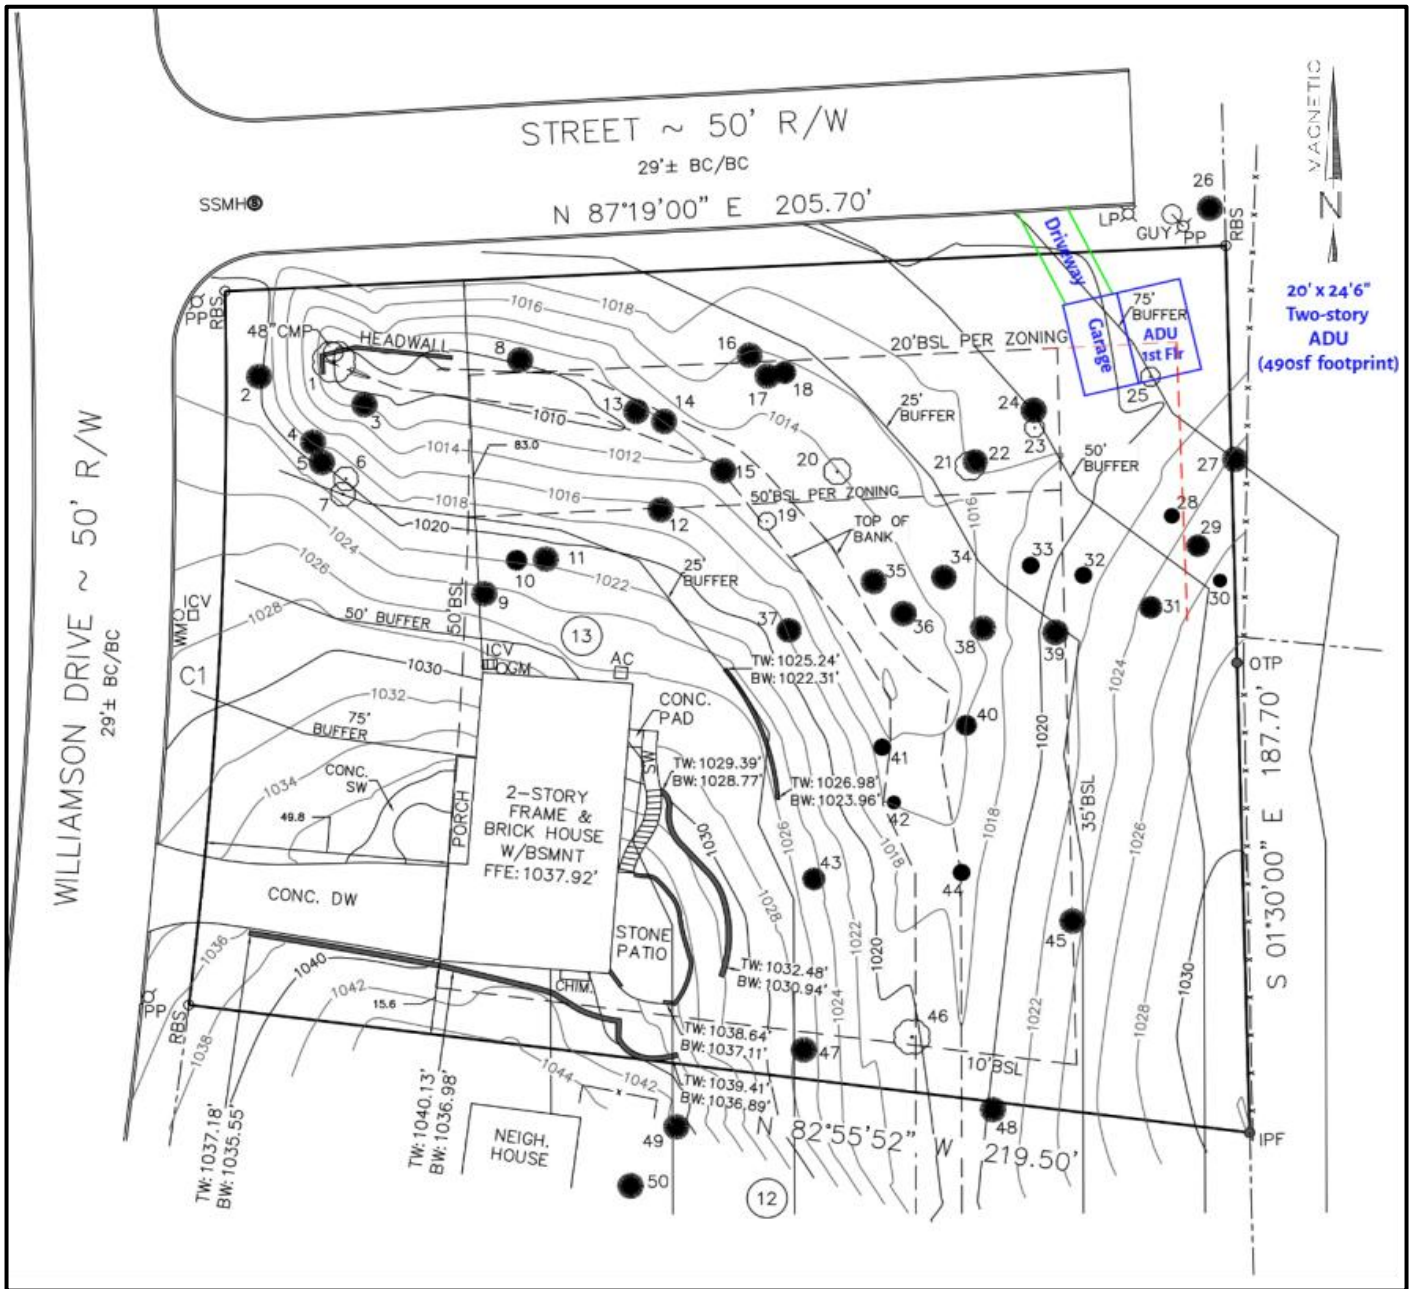 STREET ~ 50' R/W
29'± BC/BC
N 87°19'00" E 205.70'
SSMH
S
MAGNETIC
N
26
LP
GUY
PP
RBS
Driveway
20' x 24'6"
Two-story
ADU
(490sf footprint)
75'
BUFFER
Garage
ADU
1st Flr
25
PP
RBS
48"CMP
HEADWALL
1
2
3
4
5
6
7
8
1016
1018
16
17
18
20'BSL PER ZONING
25'
BUFFER
24
23
13
14
1010
1014
1012
1014
83.0
15
20
21
22
50'
BUFFER
27
1016
1018
1020
12
50'BSL PER ZONING
19
TOP OF
BANK
1016
28
29
30
31
32
33
34
35
36
37
38
39
1024
1026
1028
10
11
9
1022
25'
BUFFER
50' BUFFER
50'BSL
13
ICV
WM
ICV
GM
AC
TW:1025.24'
BW:1022.31'
OTP
C1
1030
1032
1034
75'
BUFFER
CONC.
SW
49.8
PORCH
CONC.
PAD
SW
TW:1029.39'
BW:1028.77'
TW:1026.98'
BW:1023.96'
40
41
42
43
44
45
1020
1024
1026
35'BSL
1018
2-STORY
FRAME &
BRICK HOUSE
W/BSMNT
FFE:1037.92'
1030
1026
1028
1018
1022
1020
1024
WILLIAMSON DRIVE ~ 50' R/W
29'± BC/BC
CONC. DW
STONE
PATIO
CHIM.
TW:1032.48'
BW:1030.94'
1036
1040
1042
1038
15.6
PP
RBS
TW:1038.64'
BW:1037.11'
TW:1039.41'
BW:1036.89'
46
47
10'BSL
1022
1028
1030
S 01°30'00" E 187.70'
1044
1042
TW:1037.18'
BW:1035.55'
TW:1040.13'
BW:1036.98'
NEIGH.
HOUSE
49
50
12
N 82°55'52" W 219.50'
48
IPF